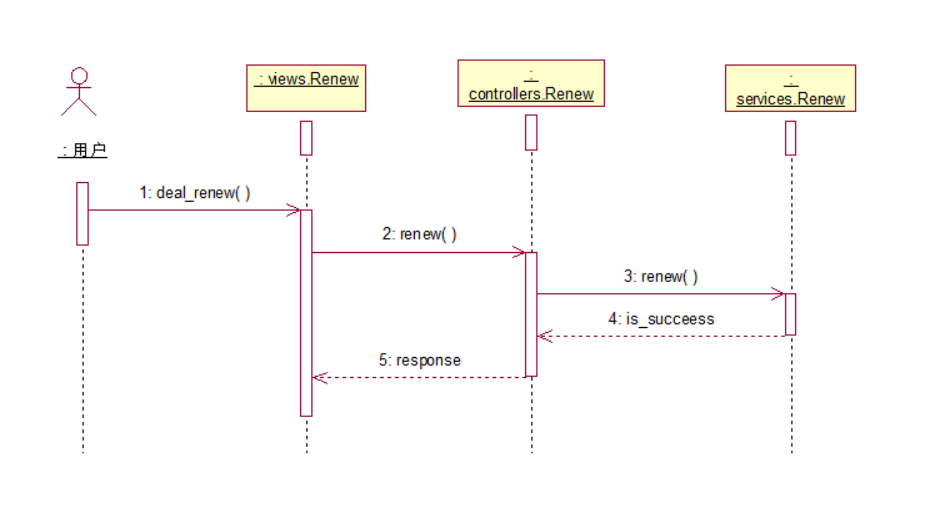 : views.Renew
:
controllers.Renew
:
services.Renew
: 用户
1: deal_renew( )
2: renew( )
3: renew( )
4: is_succeess
5: response